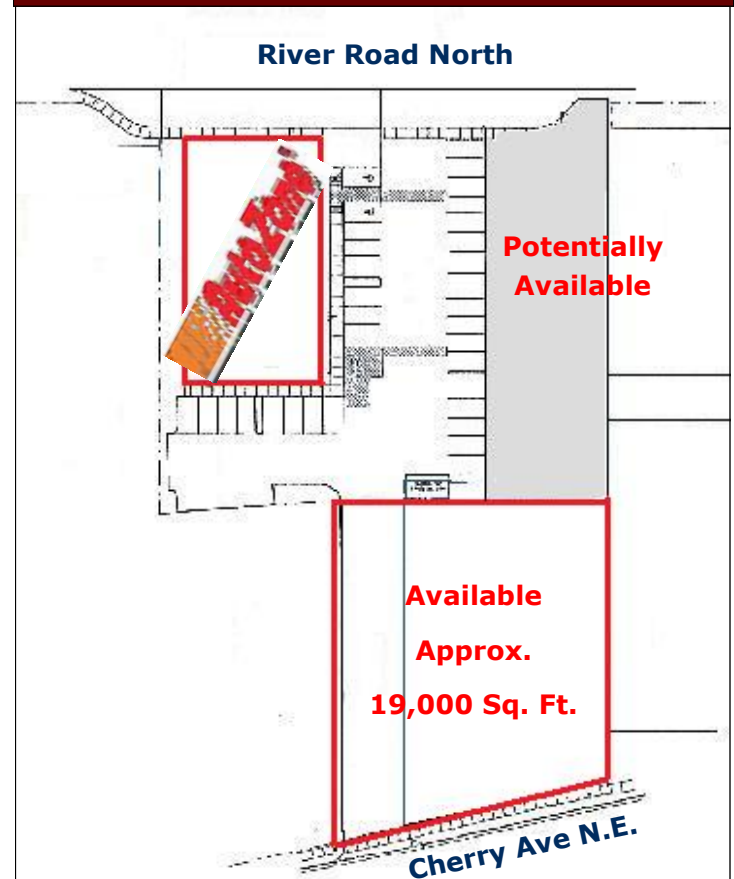 River Road North
AutoZone
Potentially
Available
Available
Approx.
19,000 Sq. Ft.
Cherry Ave N.E.